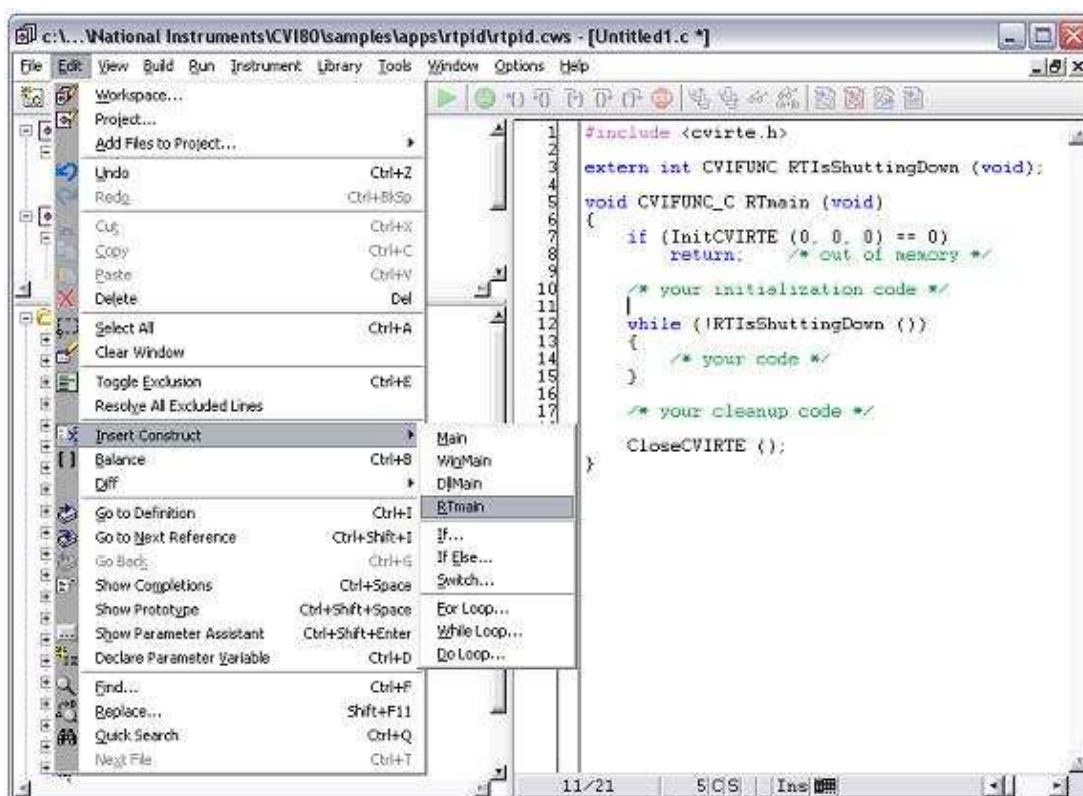 c:\...\National Instruments\CVI80\samples\apps\rtpid\rtpid.cws - [Untitled1.c *]
File Edit View Build Run Instrument Library Tools Window Options Help
Workspace...
Project...
Add Files to Project...
Undo Ctrl+Z
Redo Ctrl+BkSp
Cut Ctrl+X
Copy Ctrl+C
Paste Ctrl+V
Delete Del
Select All Ctrl+A
Clear Window
Toggle Exclusion Ctrl+E
Resolve All Excluded Lines
Insert Construct
Balance Ctrl+B
Diff
Go to Definition Ctrl+I
Go to Next Reference Ctrl+Shift+I
Go Back Ctrl+G
Show Completions Ctrl+Space
Show Prototype Ctrl+Shift+Space
Show Parameter Assistant Ctrl+Shift+Enter
Declare Parameter Variable Ctrl+D
Find... Ctrl+F
Replace... Shift+F11
Quick Search Ctrl+Q
Next File Ctrl+T
Main
WinMain
DllMain
RTmain
If...
If Else...
Switch...
For Loop...
While Loop...
Do Loop...
1 #include <cvirte.h>
2
3 extern int CVIFUNC RTIsShuttingDown (void);
4
5 void CVIFUNC_C RTmain (void)
6 {
7 if (InitCVIRTE (0, 0, 0) == 0)
8 return; /* out of memory */
9
10 /* your initialization code */
11
12 while (!RTIsShuttingDown ())
13 {
14 /* your code */
15 }
16
17 /* your cleanup code */
CloseCVIRTE ();
}
11/21 5 C S Ins